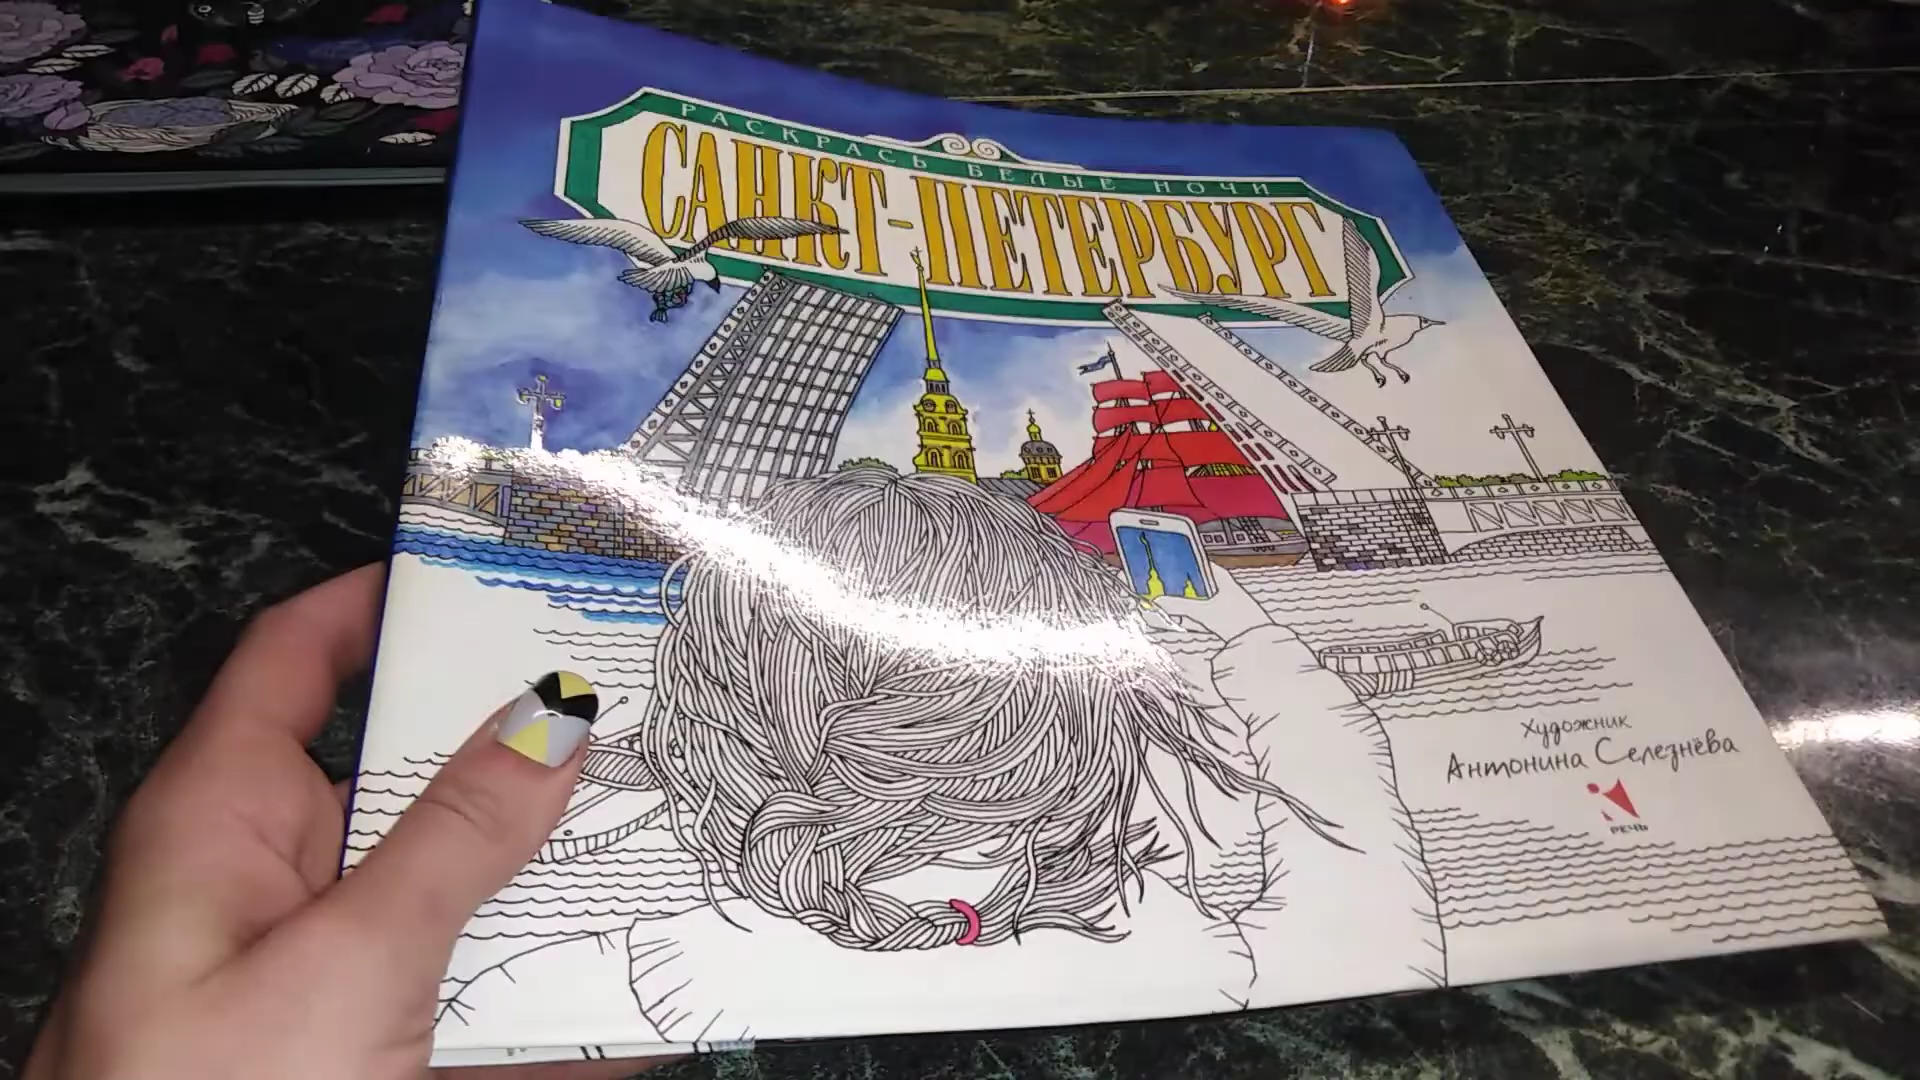 РАСКРАСЬ БЕЛЫЕ НОЧИ
САНКТ-ПЕТЕРБУРГ
Художник
Антонина Селезнёва
РЕЧЬ